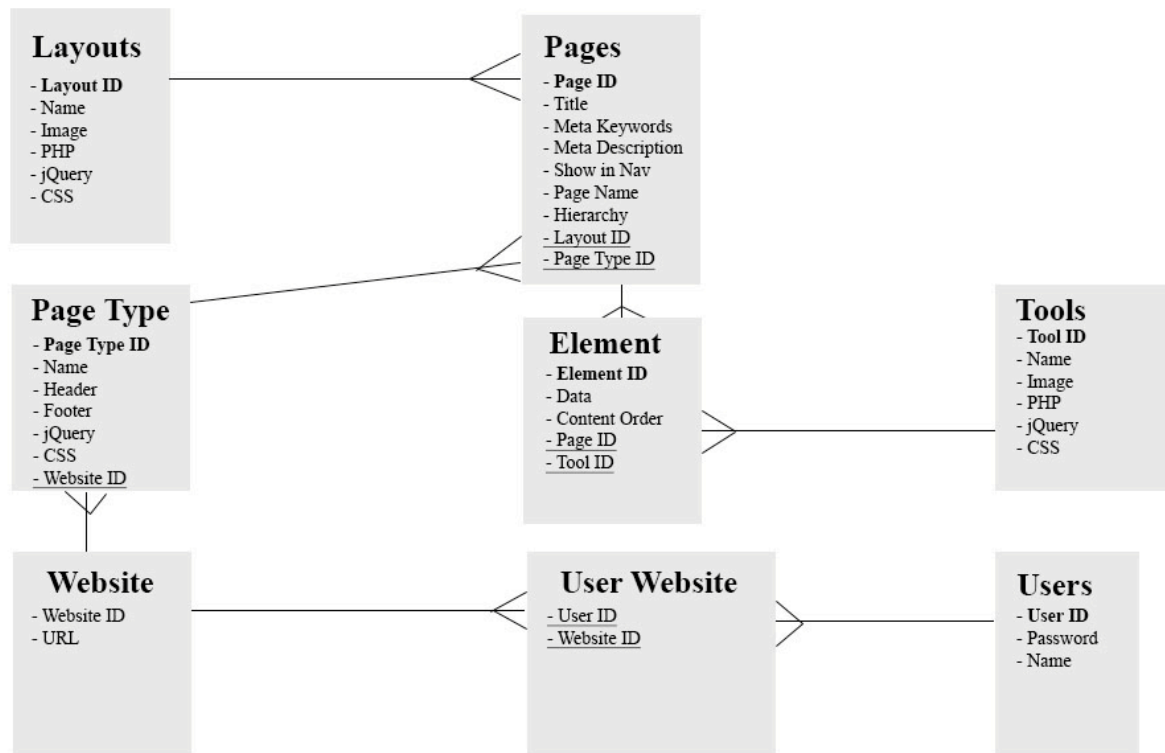 Layouts
- Layout ID
- Name
- Image
- PHP
- jQuery
- CSS
Pages
- Page ID
- Title
- Meta Keywords
- Meta Description
- Show in Nav
- Page Name
- Hierarchy
- Layout ID
- Page Type ID
Page Type
- Page Type ID
- Name
- Header
- Footer
- jQuery
- CSS
- Website ID
Element
- Element ID
- Data
- Content Order
- Page ID
- Tool ID
Tools
- Tool ID
- Name
- Image
- PHP
- jQuery
- CSS
Website
- Website ID
- URL
User Website
- User ID
- Website ID
Users
- User ID
- Password
- Name